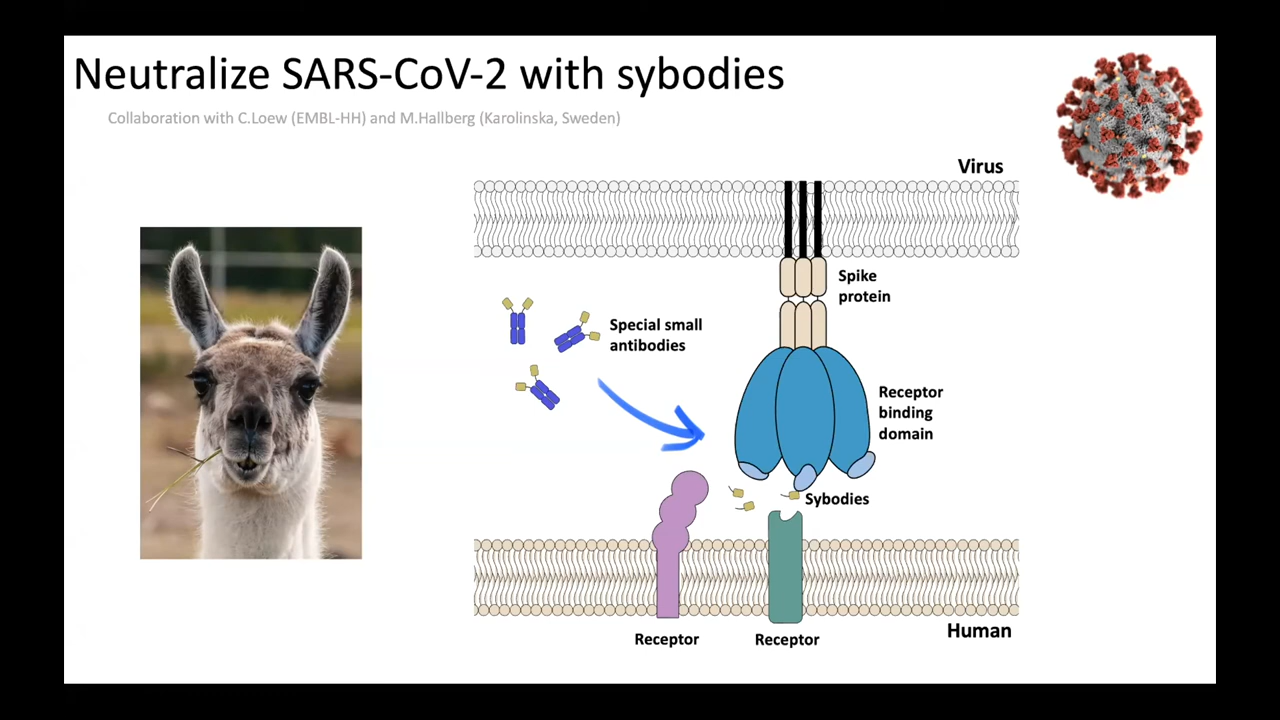 Neutralize SARS-CoV-2 with sybodies
Collaboration with C.Loew (EMBL-HH) and M.Hallberg (Karolinska, Sweden)
Virus
Spike
protein
Special small
antibodies
Receptor
binding
domain
Sybodies
Receptor
Receptor
Human